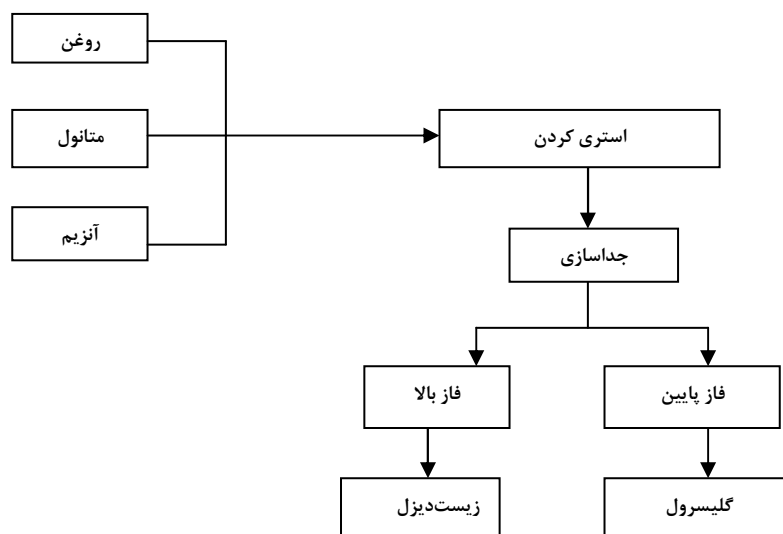 روغن
متانول
استری کردن
آنزیم
جداسازی
فاز بالا
فاز پایین
زیست‌دیزل
گلیسرول